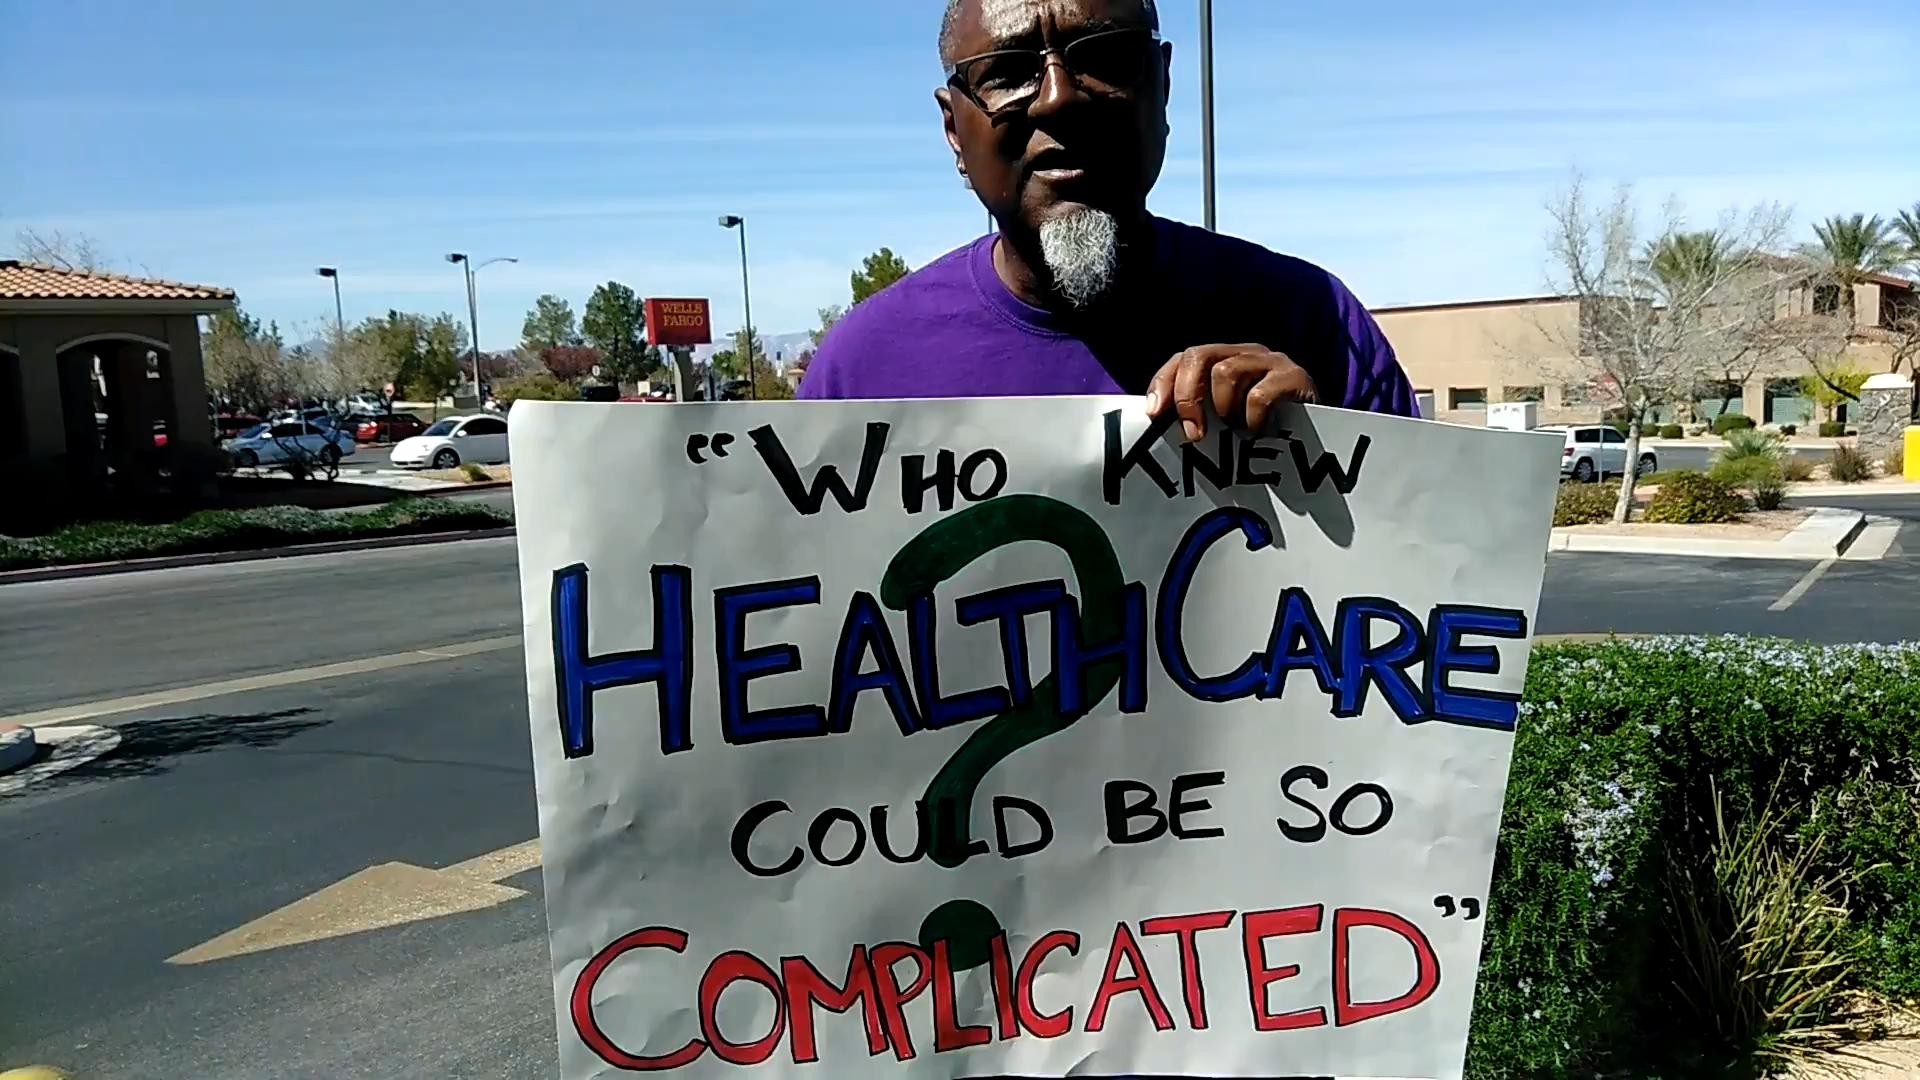 WELLS
FARGO
"WHO KNEW
HEALTHCARE
COULD BE SO
COMPLICATED"
?